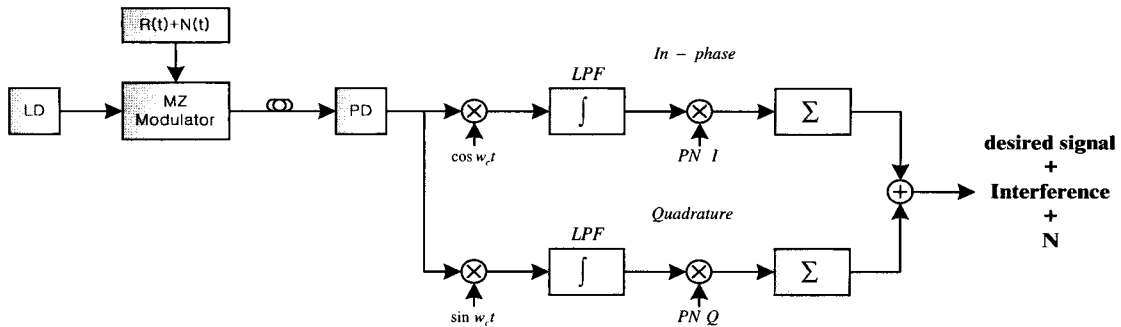 R(t)+N(t)
LD
MZ
Modulator
PD
In - phase
LPF
∫
Σ
cos w_c t
PN I
desired signal
+
Interference
+
N
Quadrature
LPF
∫
Σ
sin w_c t
PN Q